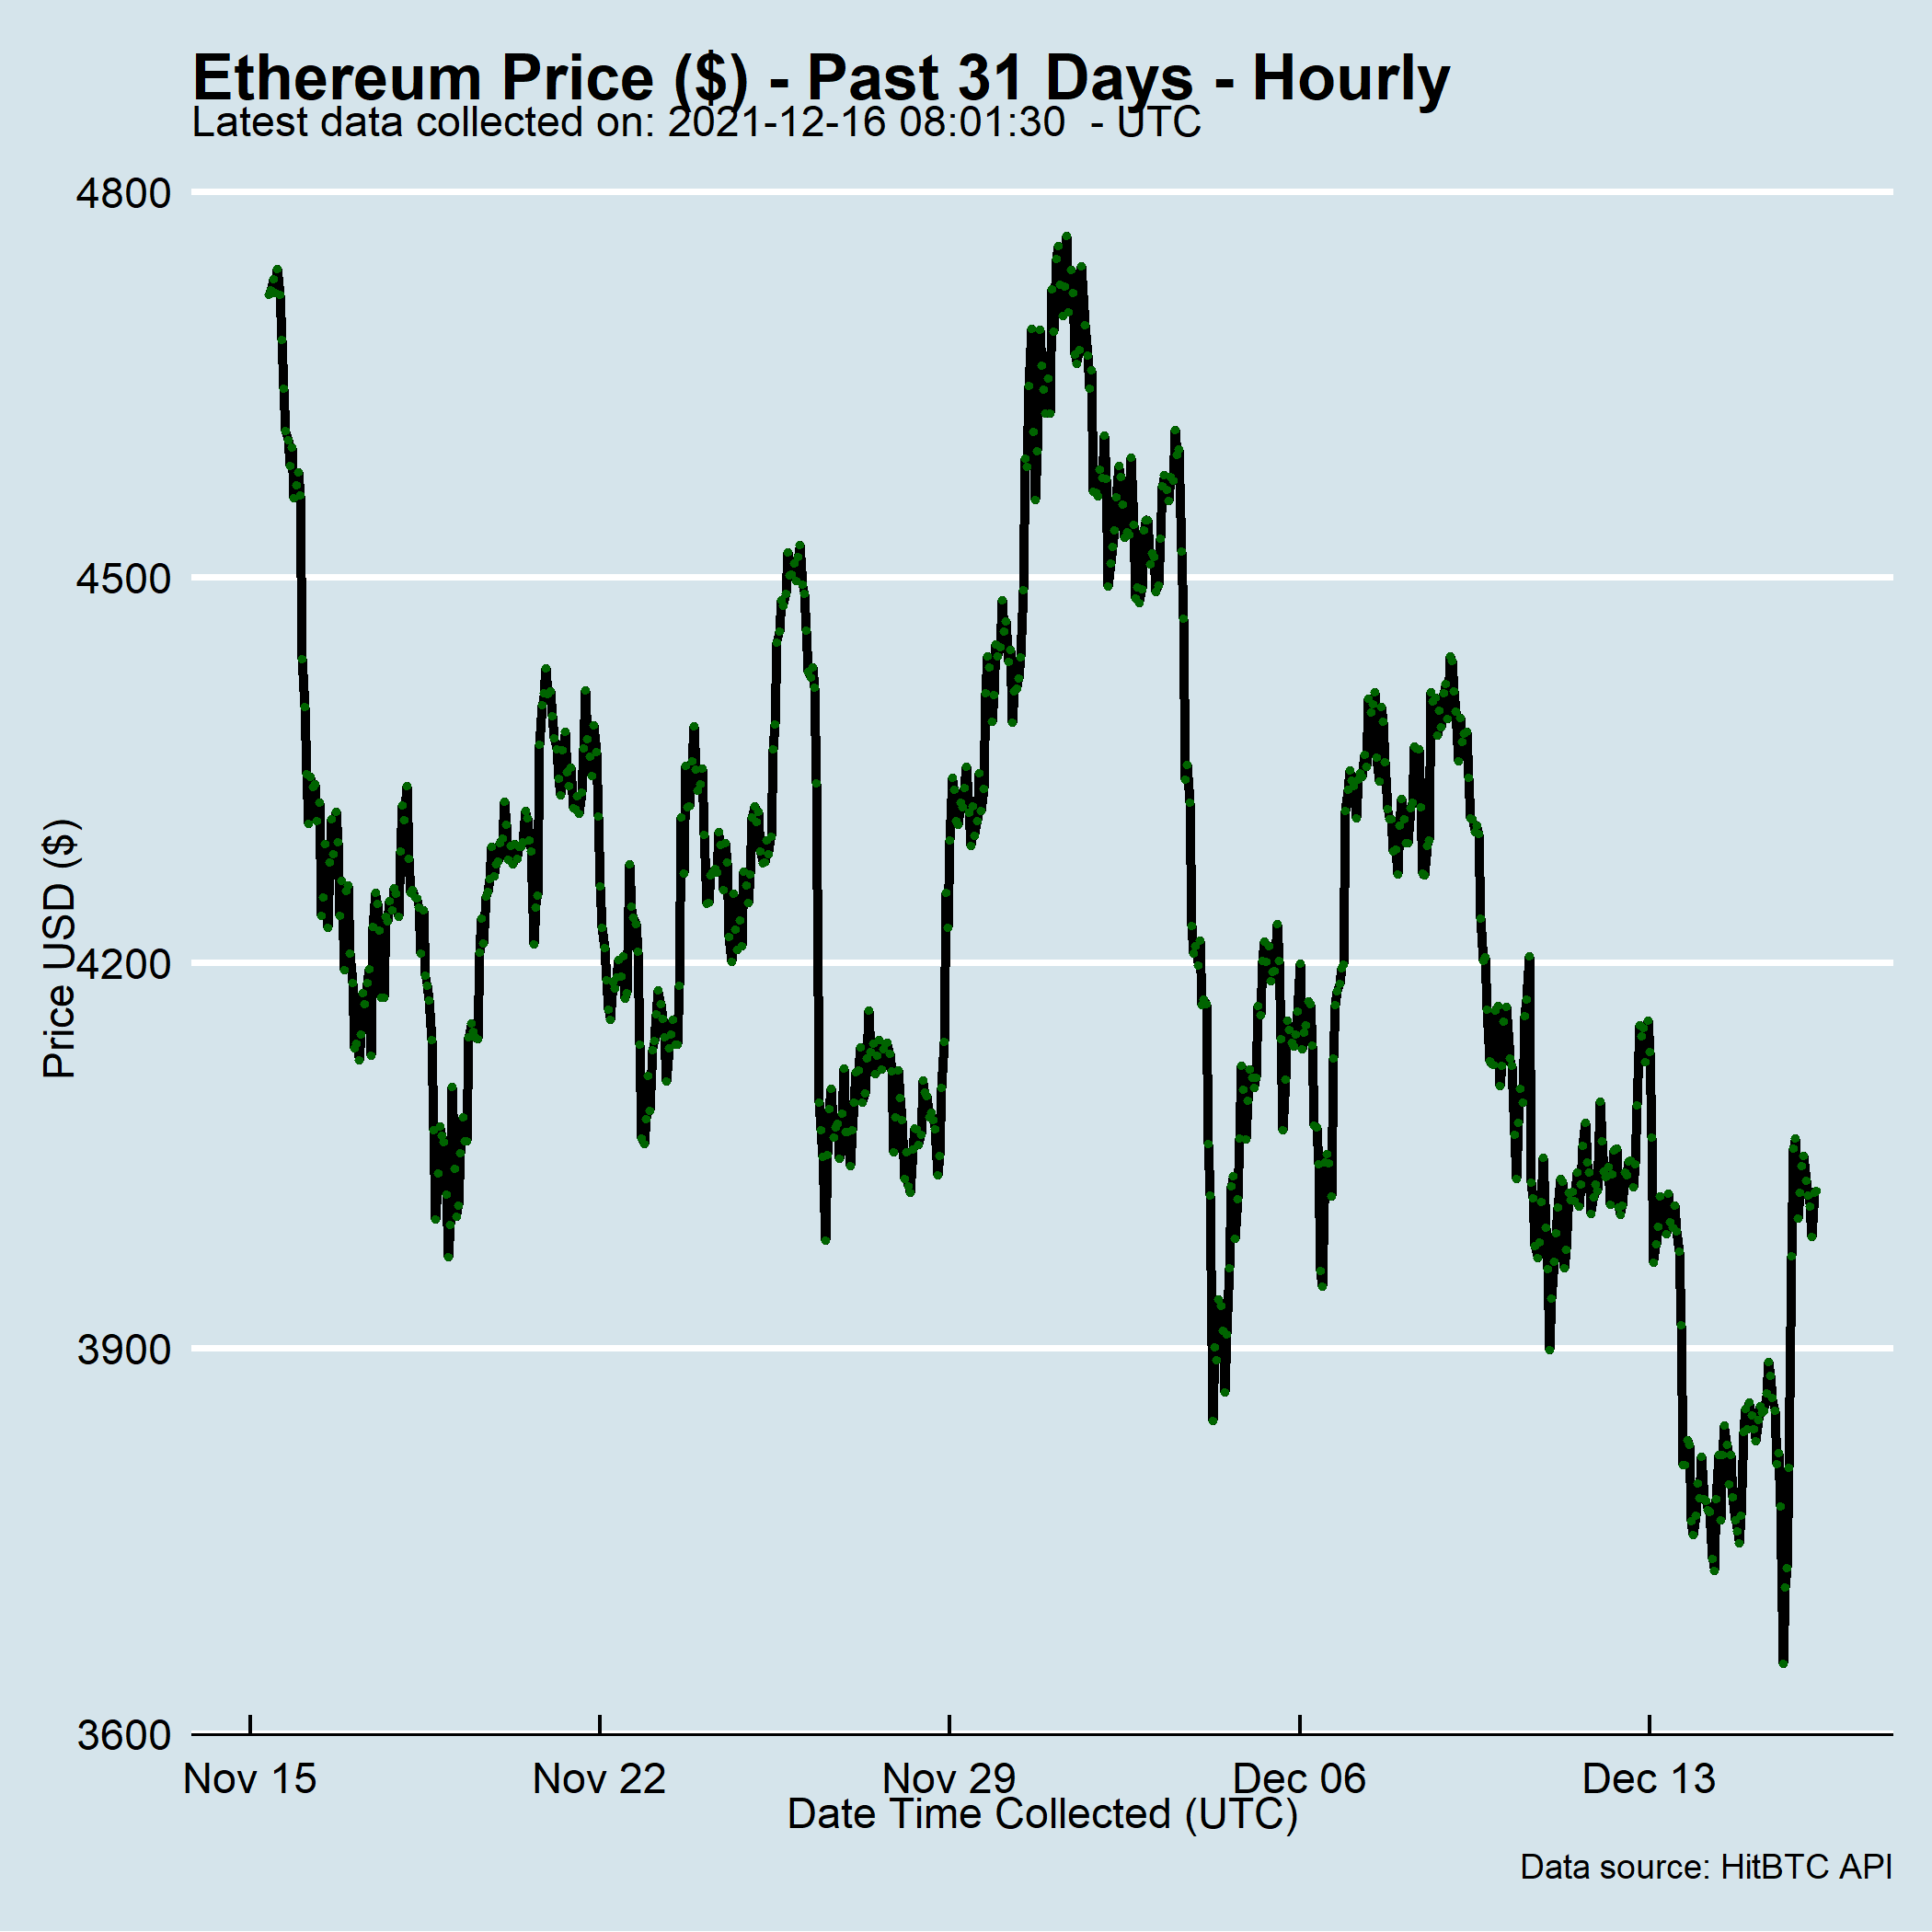 Ethereum Price ($) - Past 31 Days - Hourly
Latest data collected on: 2021-12-16 08:01:30  - UTC
4800
4500
4200
3900
3600
Price USD ($)
Nov 15 Nov 22 Nov 29 Dec 06 Dec 13
Date Time Collected (UTC)
Data source: HitBTC API